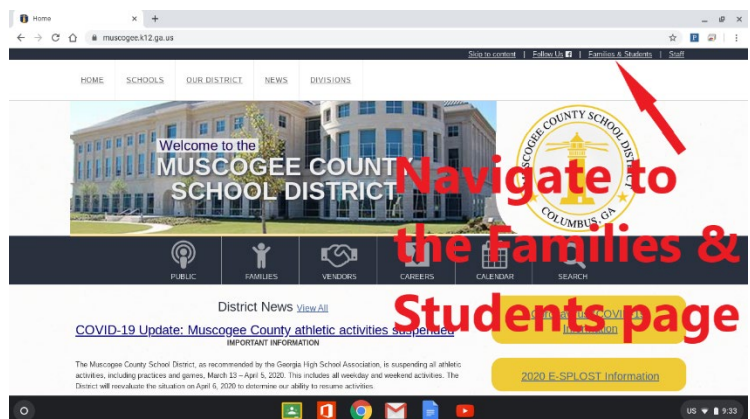 Home
muscogee.k12.ga.us
Skip to content | Follow Us | Families & Students | Staff
HOME SCHOOLS OUR DISTRICT NEWS DIVISIONS
Welcome to the
MUSCOGEE COUNTY
SCHOOL DISTRICT
MUSCOGEE COUNTY SCHOOL DISTRICT
COLUMBUS, GA
Navigate to
the Families &
Students page
PUBLIC FAMILIES VENDORS CAREERS CALENDAR SEARCH
District News View All
COVID-19 Update: Muscogee County athletic activities suspended
IMPORTANT INFORMATION
The Muscogee County School District, as recommended by the Georgia High School Association, is suspending all athletic
activities, including practices and games, March 13 – April 5, 2020. This includes all weekday and weekend activities. The
District will reevaluate the situation on April 6, 2020 to determine our ability to resume activities.
Information
2020 E-SPLOST Information
US 9:33